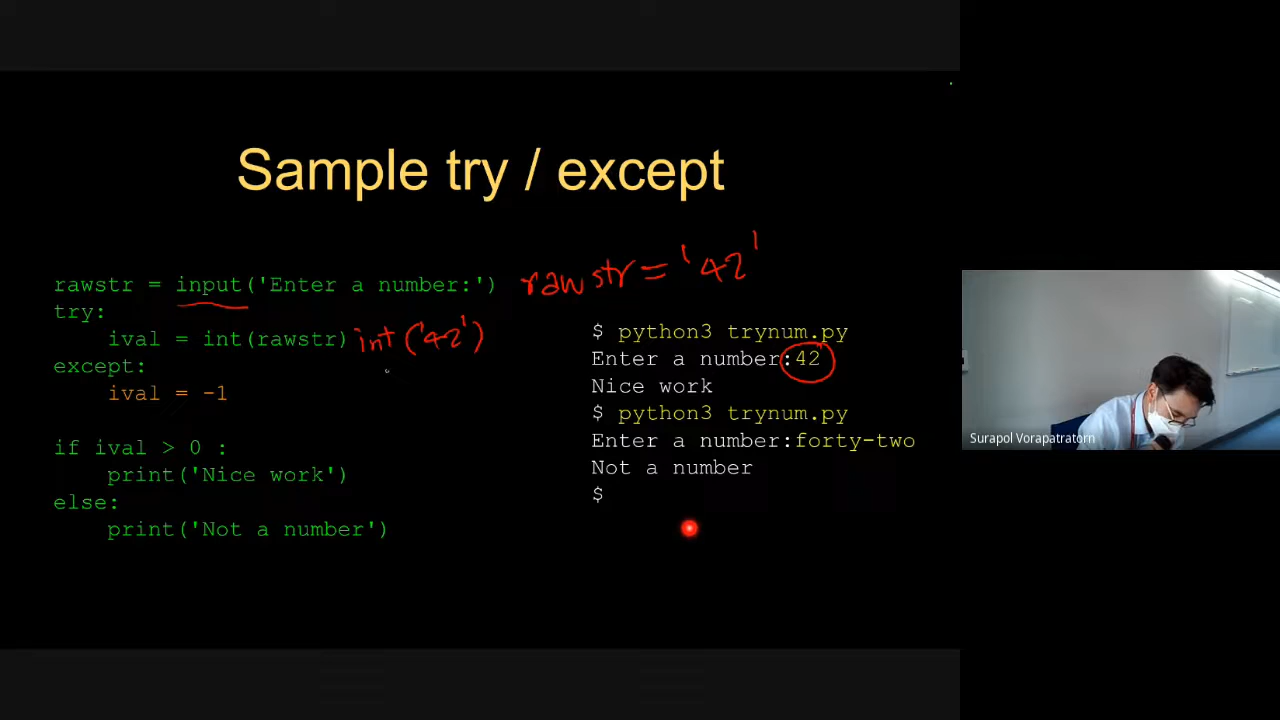 Sample try / except
rawstr = input('Enter a number:')
try:
    ival = int(rawstr)
except:
    ival = -1
if ival > 0 :
    print('Nice work')
else:
    print('Not a number')
rawstr = '42'
int('42')
$ python3 trynum.py
Enter a number:42
Nice work
$ python3 trynum.py
Enter a number:forty-two
Not a number
$
Surapol Vorapatratorn